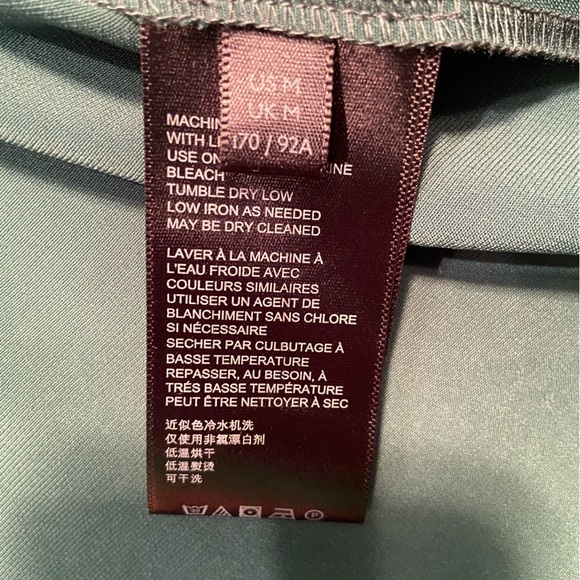 US M
UK M
170 / 92A
MACHIN
WITH L
USE ON
INE
BLEACH
TUMBLE DRY LOW
LOW IRON AS NEEDED
MAY BE DRY CLEANED
LAVER À LA MACHINE À
L'EAU FROIDE AVEC
COULEURS SIMILAIRES
UTILISER UN AGENT DE
BLANCHIMENT SANS CHLORE
SI NÉCESSAIRE
SECHER PAR CULBUTAGE À
BASSE TEMPERATURE
REPASSER, AU BESOIN, À
TRÉS BASSE TEMPÉRATURE
PEUT ÊTRE NETTOYER À SEC
近似色冷水机洗
仅使用非氯漂白剂
低温烘干
低温熨烫
可干洗
P